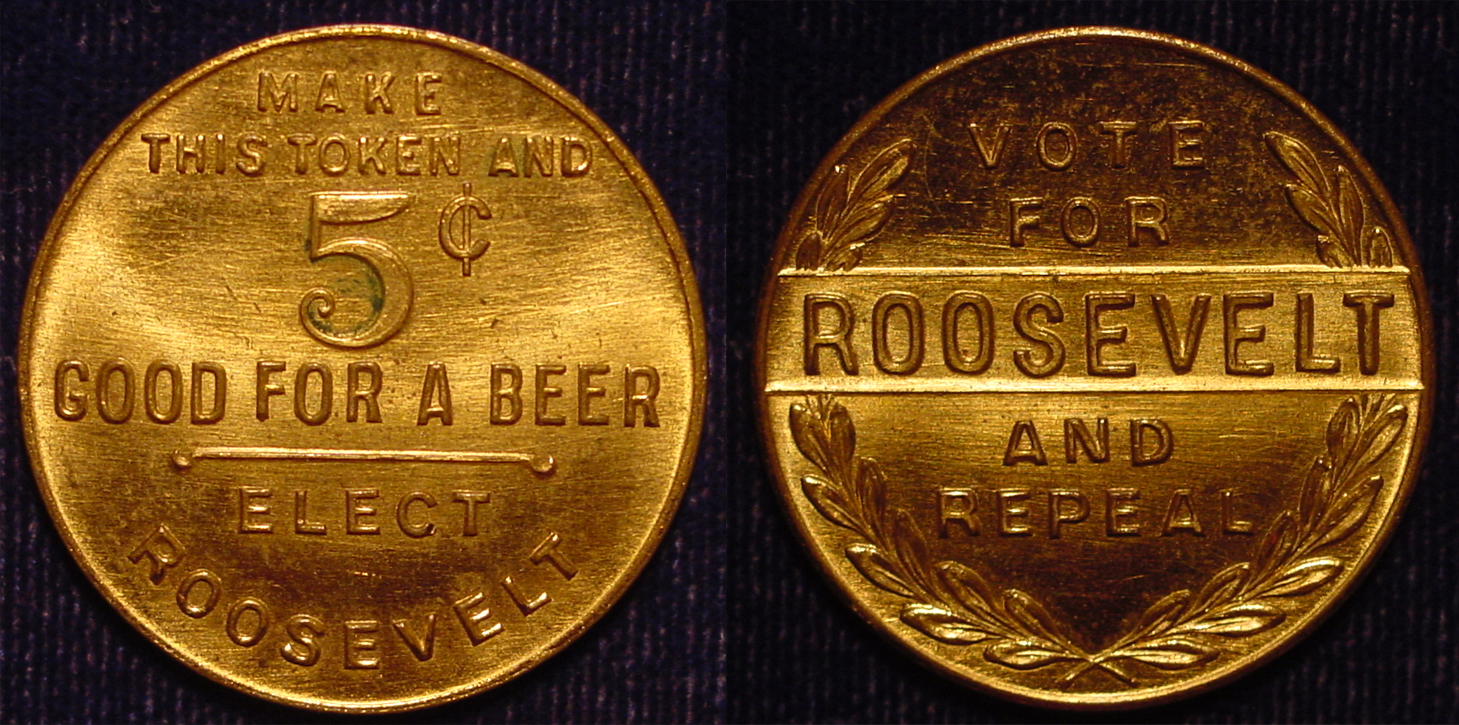 MAKE
THIS TOKEN AND
5¢
GOOD FOR A BEER
ELECT
ROOSEVELT
VOTE
FOR
ROOSEVELT
AND
REPEAL